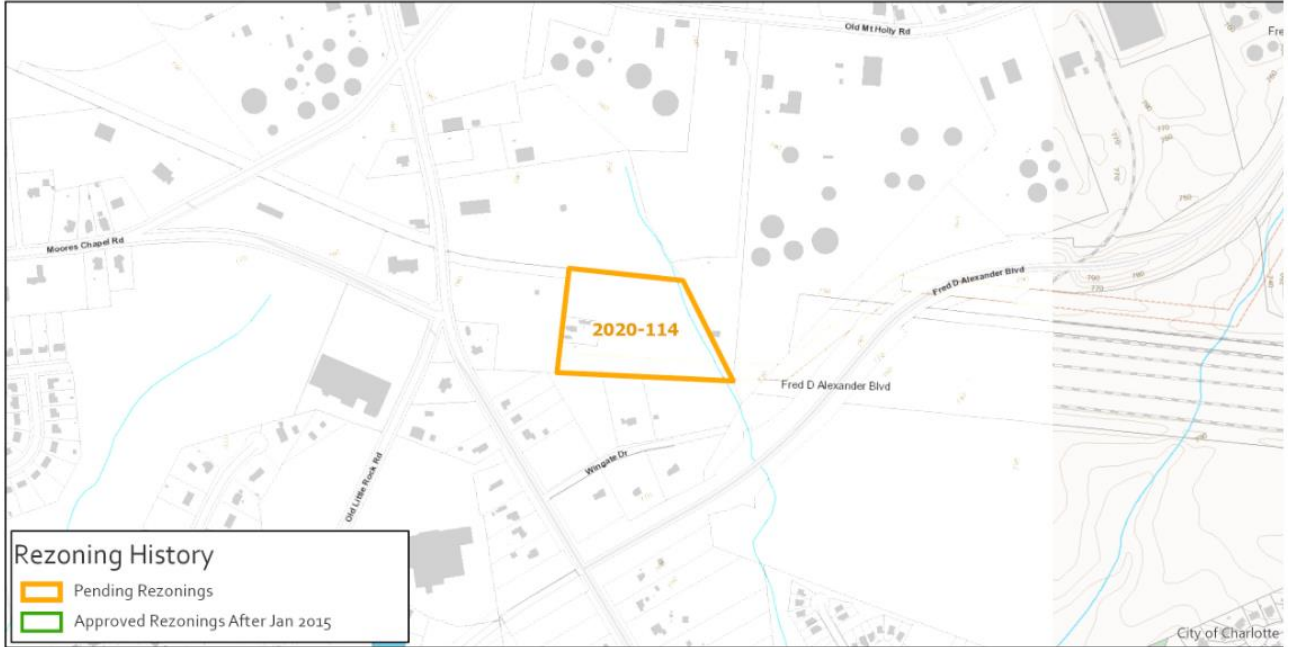 Old Mt Holly Rd
Fre
Moores Chapel Rd
Fred D Alexander Blvd
2020-114
Fred D Alexander Blvd
Wingate Dr
Old Little Rock Rd
Rezoning History
Pending Rezonings
Approved Rezonings After Jan 2015
City of Charlotte